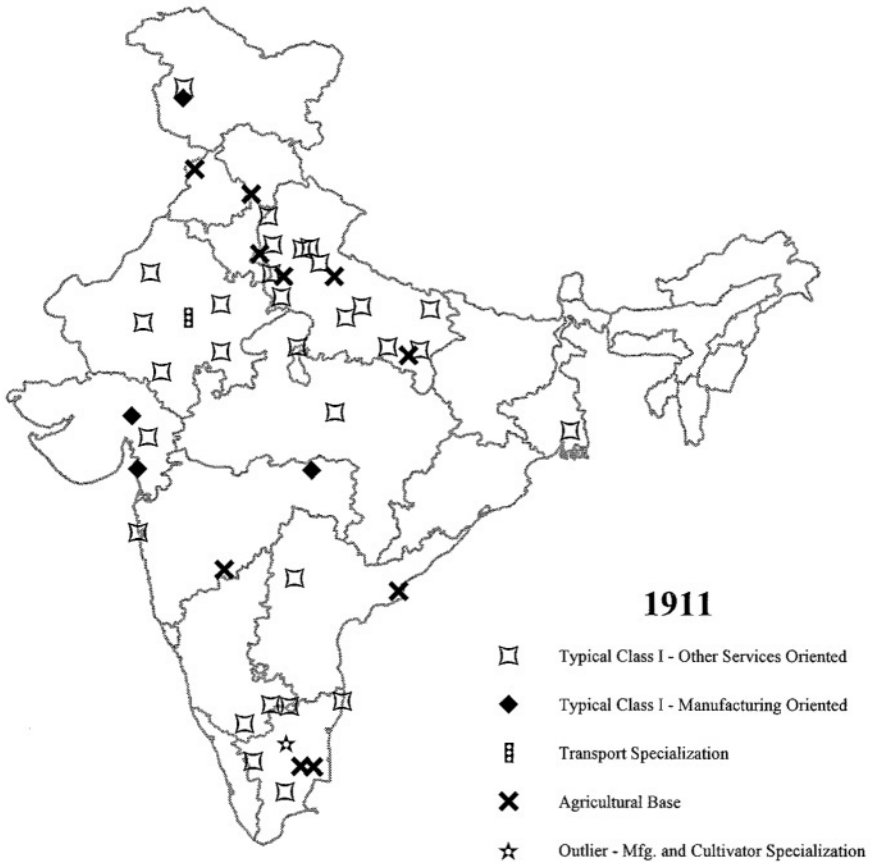 1911
Typical Class I - Other Services Oriented
Typical Class I - Manufacturing Oriented
Transport Specialization
Agricultural Base
Outlier - Mfg. and Cultivator Specialization